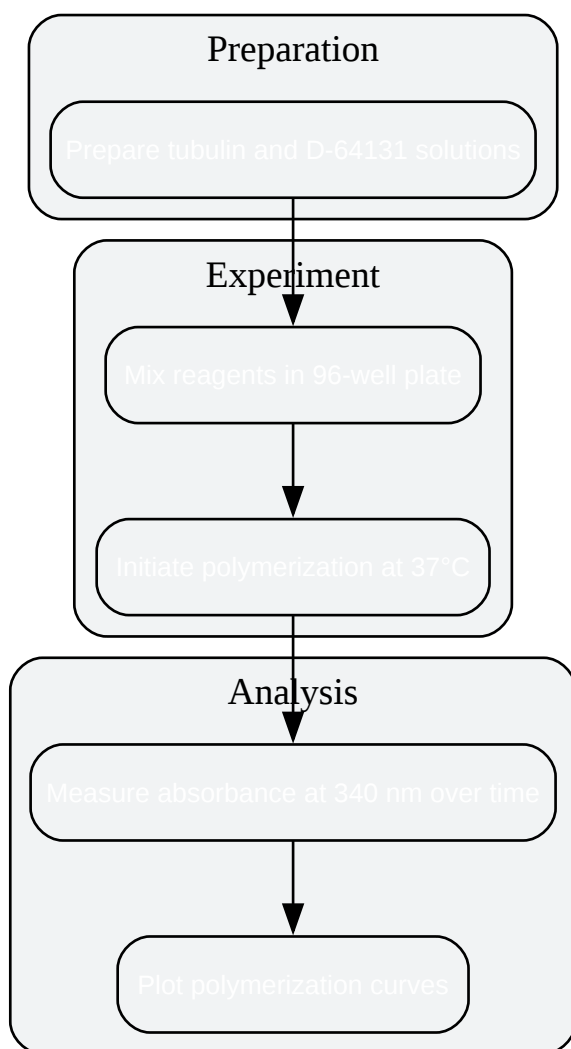 Preparation
Prepare tubulin and D-64131 solutions
Experiment
Mix reagents in 96-well plate
Initiate polymerization at 37°C
Analysis
Measure absorbance at 340 nm over time
Plot polymerization curves